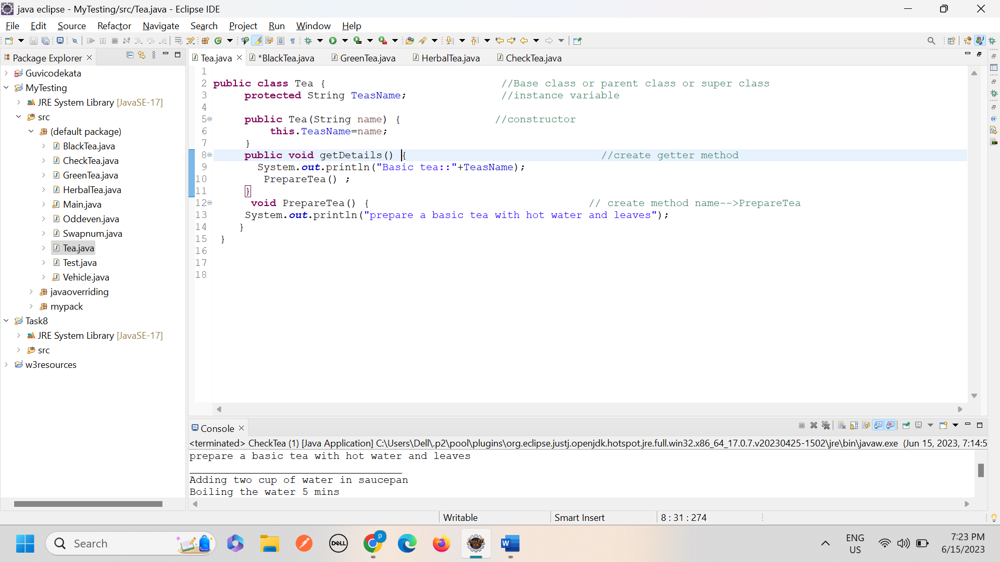 java eclipse - MyTesting/src/Tea.java - Eclipse IDE
File Edit Source Refactor Navigate Search Project Run Window Help
Package Explorer
Guvicodekata
MyTesting
JRE System Library [JavaSE-17]
src
(default package)
BlackTea.java
CheckTea.java
GreenTea.java
HerbalTea.java
Main.java
Oddeven.java
Swapnum.java
Tea.java
Test.java
Vehicle.java
javaoverriding
mypack
Task8
JRE System Library [JavaSE-17]
src
w3resources
Tea.java *BlackTea.java GreenTea.java HerbalTea.java CheckTea.java
1
2 public class Tea { //Base class or parent class or super class
3 protected String TeasName; //instance variable
4
5 public Tea(String name) { //constructor
6 this.TeasName=name;
7 }
8 public void getDetails() { //create getter method
9 System.out.println("Basic tea::"+TeasName);
10 PrepareTea() ;
11 }
12 void PrepareTea() { // create method name-->PrepareTea
13 System.out.println("prepare a basic tea with hot water and leaves");
14 }
15 }
16
17
18
Console
<terminated> CheckTea (1) [Java Application] C:\Users\Dell\.p2\pool\plugins\org.eclipse.justj.openjdk.hotspot.jre.full.win32.x86_64_17.0.7.v20230425-1502\jre\bin\javaw.exe (Jun 15, 2023, 7:14:5
prepare a basic tea with hot water and leaves
__________________________________
Adding two cup of water in saucepan
Boiling the water 5 mins
Writable Smart Insert 8 : 31 : 274
Search
DELL
P
Java EE
IDE
W
ENG
US
7:23 PM
6/15/2023